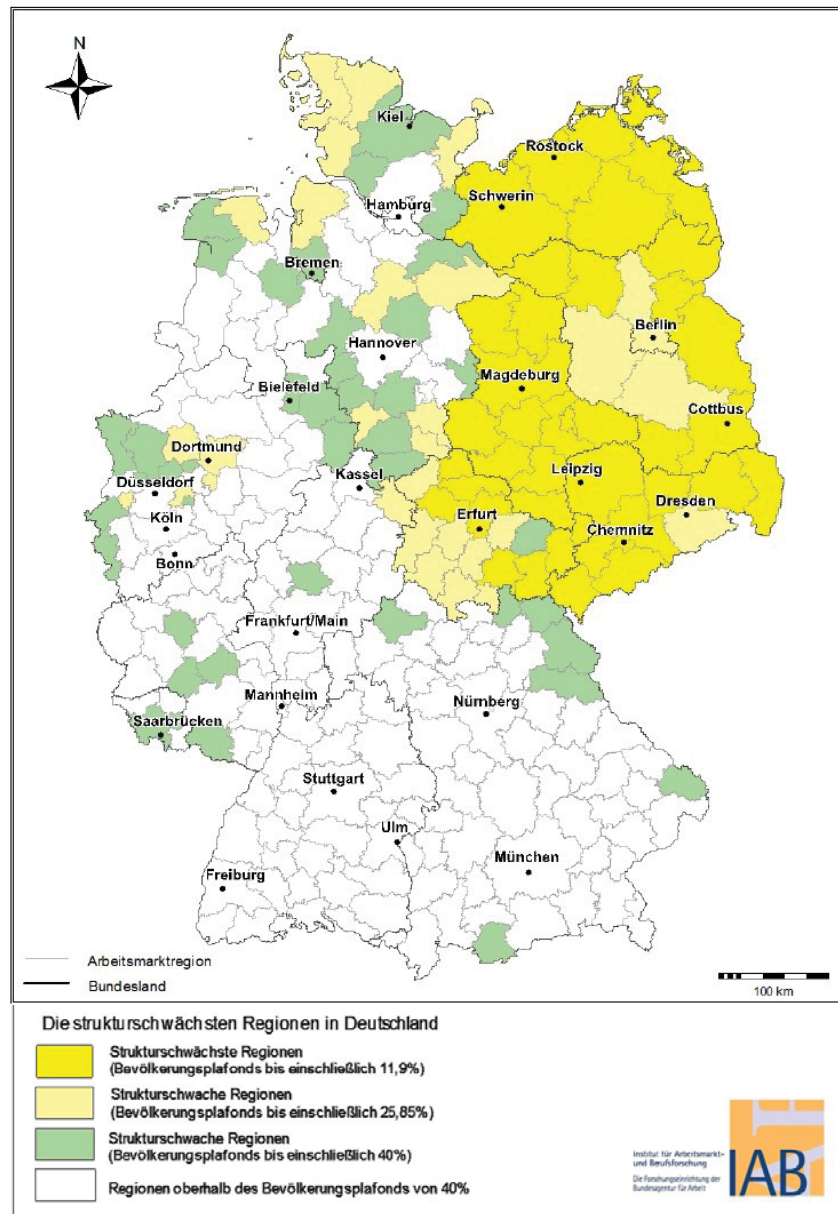 N
Kiel
Rostock
Schwerin
Hamburg
Bremen
Berlin
Hannover
Magdeburg
Bielefeld
Cottbus
Dortmund
Leipzig
Düsseldorf
Kassel
Dresden
Erfurt
Köln
Chemnitz
Bonn
Frankfurt/Main
Mannheim
Nürnberg
Saarbrücken
Stuttgart
Ulm
München
Freiburg
Arbeitsmarktregion
Bundesland
100 km
Die strukturschwächsten Regionen in Deutschland
Strukturschwächste Regionen
(Bevölkerungsplafonds bis einschließlich 11,9%)
Strukturschwache Regionen
(Bevölkerungsplafonds bis einschließlich 25,85%)
Strukturschwache Regionen
(Bevölkerungsplafonds bis einschließlich 40%)
Regionen oberhalb des Bevölkerungsplafonds von 40%
Institut für Arbeitsmarkt-
und Berufsforschung
Die Forschungseinrichtung der
Bundesagentur für Arbeit
IAB